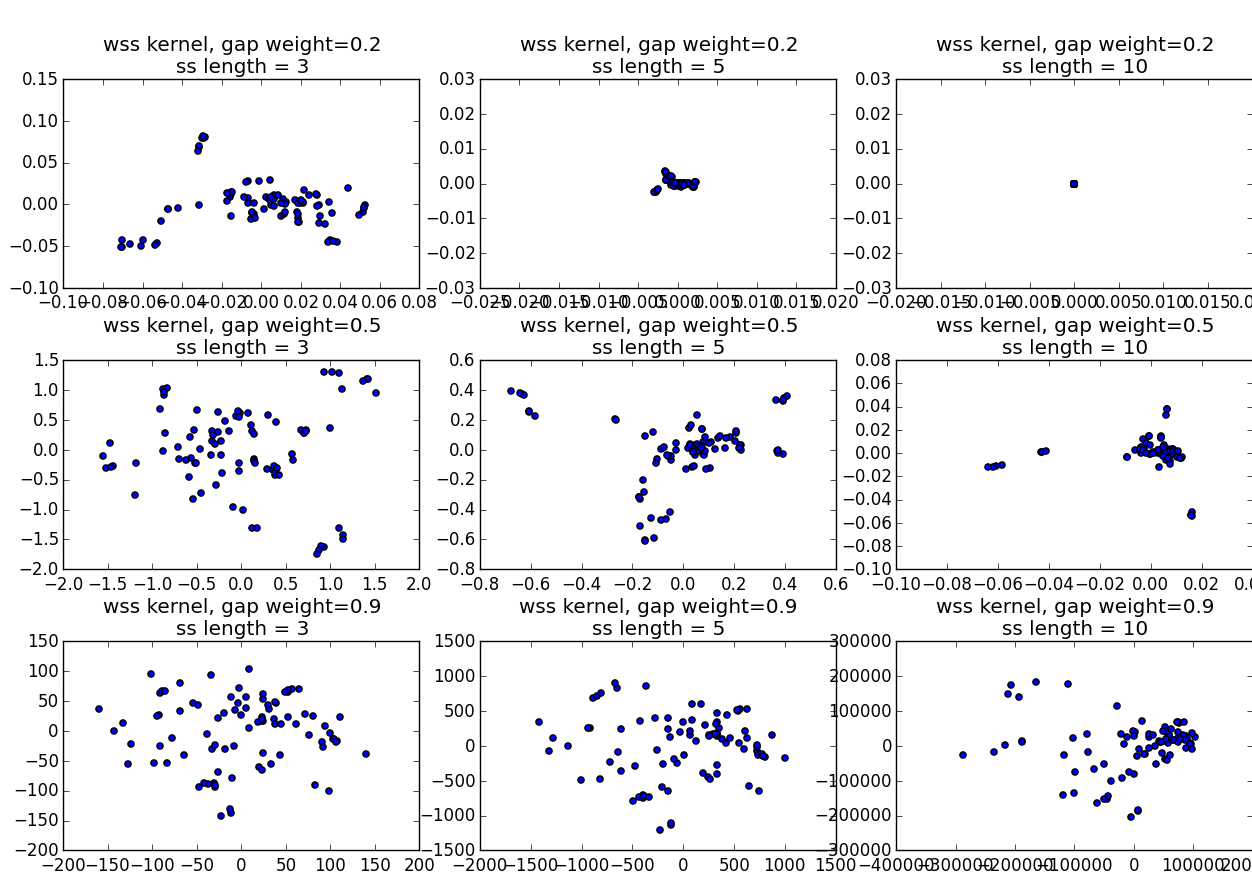 wss kernel, gap weight=0.2 wss kernel, gap weight=0.2 wss kernel, gap weight=0.2
ss length = 3 ss length = 5 ss length = 10
0.15 0.03 0.03
0.10 0.02 0.02
0.05 0.01 0.01
0.00 0.00 0.00
−0.05 −0.01 −0.01
−0.02 −0.02
−0.10 −0.03 −0.03
−0.10 −0.08 −0.06 −0.04 −0.02 0.00 0.02 0.04 0.06 0.08 −0.025 −0.020 −0.015 −0.010 −0.005 0.000 0.005 0.010 0.015 0.020 −0.020 −0.015 −0.010 −0.005 0.000 0.005 0.010 0.015
wss kernel, gap weight=0.5 wss kernel, gap weight=0.5 wss kernel, gap weight=0.5
ss length = 3 ss length = 5 ss length = 10
1.5 0.6 0.08
1.0 0.4 0.06
0.5 0.2 0.04
0.0 0.0 0.02
−0.5 −0.2 0.00
−1.0 −0.4 −0.02
−1.5 −0.6 −0.04
−2.0 −0.8 −0.06
−0.08
−0.10
−2.0 −1.5 −1.0 −0.5 0.0 0.5 1.0 1.5 2.0 −0.8 −0.6 −0.4 −0.2 0.0 0.2 0.4 0.6 −0.10 −0.08 −0.06 −0.04 −0.02 0.00 0.02
wss kernel, gap weight=0.9 wss kernel, gap weight=0.9 wss kernel, gap weight=0.9
ss length = 3 ss length = 5 ss length = 10
150 1500 300000
100 1000 200000
50 500 100000
0 0 0
−50 −500 −100000
−100 −1000 −200000
−150
−200 −1500 −300000
−200 −150 −100 −50 0 50 100 150 200 −2000 −1500 −1000 −500 0 500 1000 1500 −400000 −300000 −200000 −100000 0 100000